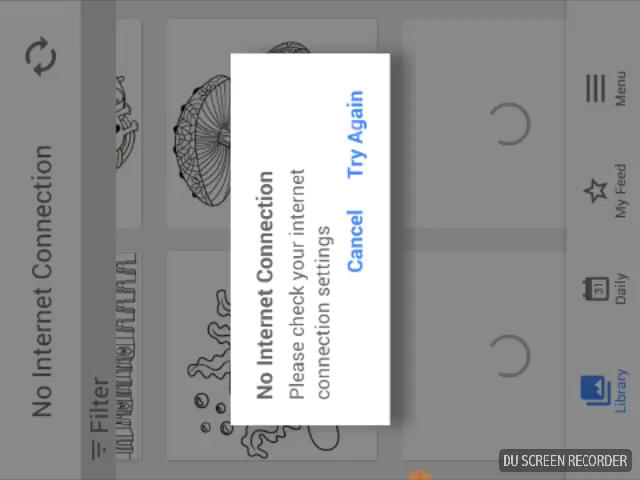 No Internet Connection
Filter
No Internet Connection
Please check your internet
connection settings
Cancel Try Again
31
Library Daily My Feed Menu
DU SCREEN RECORDER